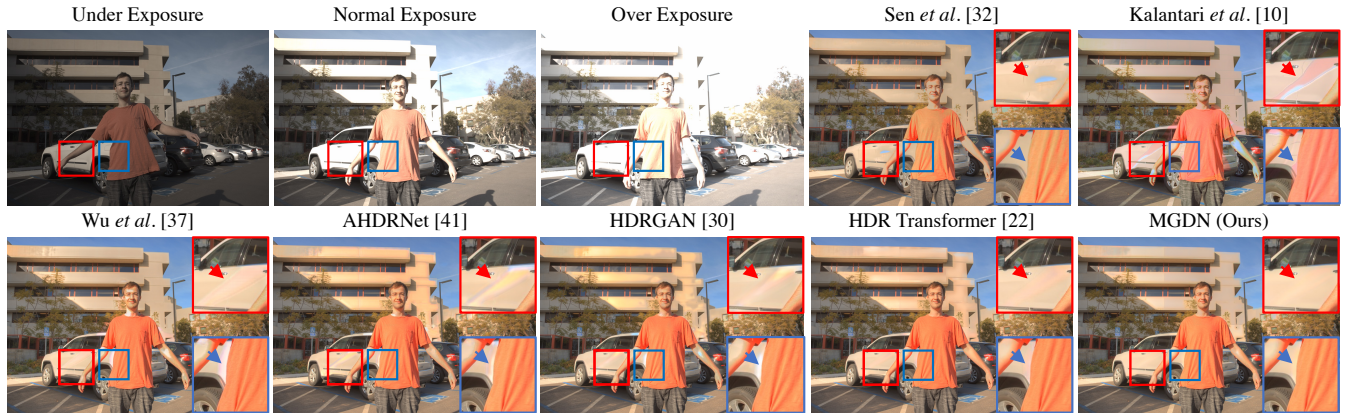 Under Exposure
Normal Exposure
Over Exposure
Sen et al. [32]
Kalantari et al. [10]
Wu et al. [37]
AHDRNet [41]
HDRGAN [30]
HDR Transformer [22]
MGDN (Ours)